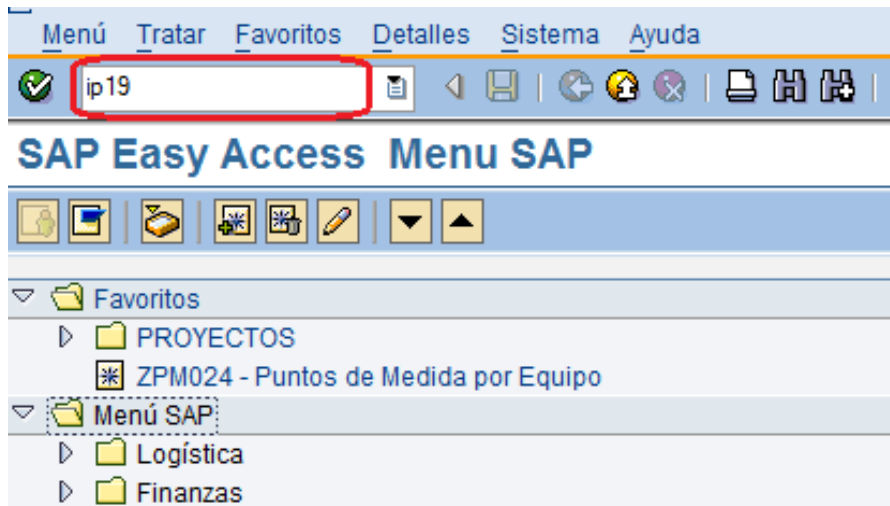 Menú Tratar Favoritos Detalles Sistema Ayuda
ip19
SAP Easy Access Menu SAP
Favoritos
PROYECTOS
ZPM024 - Puntos de Medida por Equipo
Menú SAP
Logística
Finanzas